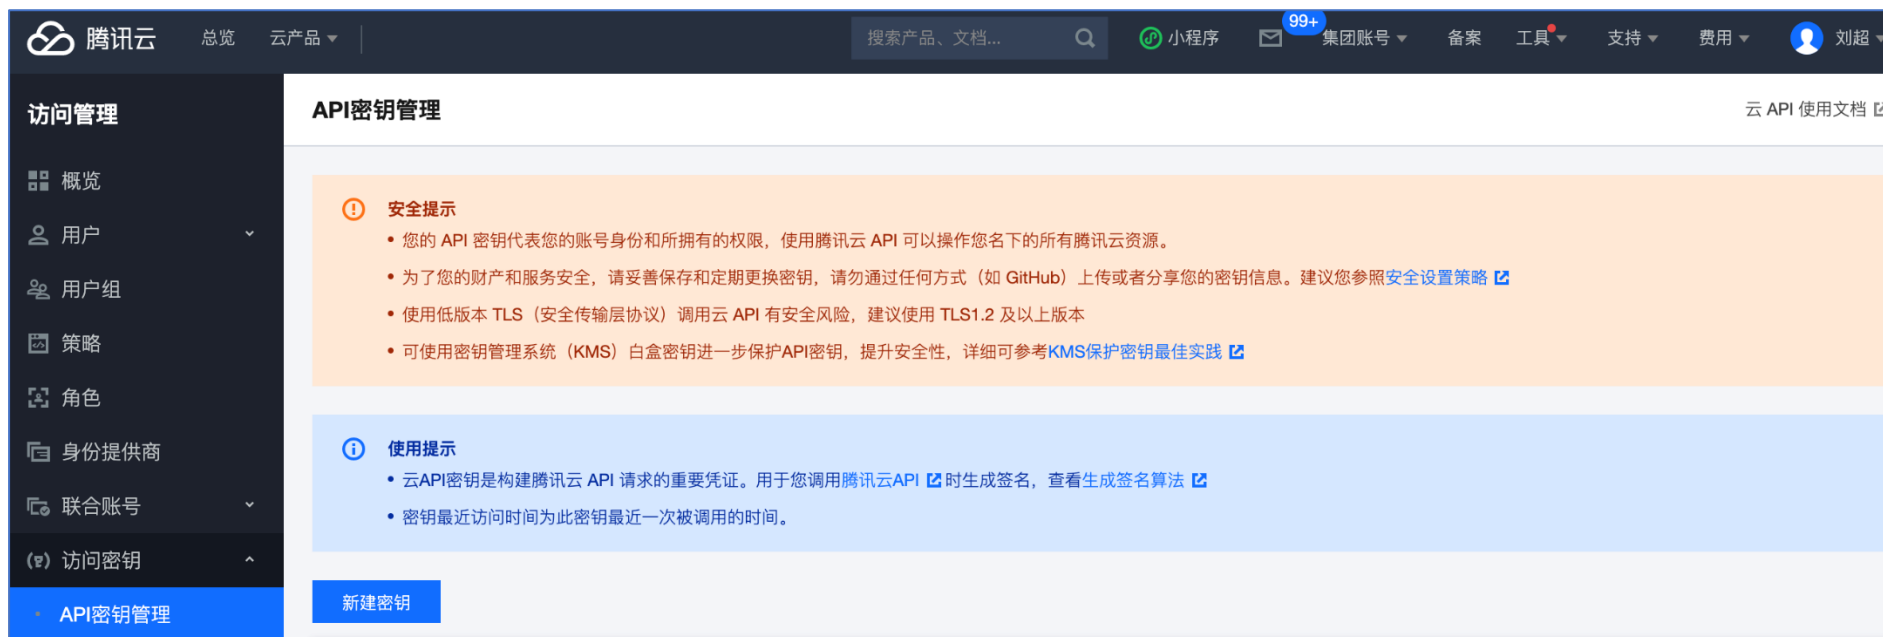 腾讯云 总览 云产品 搜索产品、文档... 小程序 99+ 集团账号 备案 工具 支持 费用 刘超
访问管理
概览
用户
用户组
策略
角色
身份提供商
联合账号
访问密钥
API密钥管理
API密钥管理
云 API 使用文档
安全提示
• 您的 API 密钥代表您的账号身份和所拥有的权限，使用腾讯云 API 可以操作您名下的所有腾讯云资源。
• 为了您的财产和服务安全，请妥善保存和定期更换密钥，请勿通过任何方式（如 GitHub）上传或者分享您的密钥信息。建议您参照安全设置策略
• 使用低版本 TLS（安全传输层协议）调用云 API 有安全风险，建议使用 TLS1.2 及以上版本
• 可使用密钥管理系统（KMS）白盒密钥进一步保护API密钥，提升安全性，详细可参考KMS保护密钥最佳实践
使用提示
• 云API密钥是构建腾讯云 API 请求的重要凭证。用于您调用腾讯云API 时生成签名，查看生成签名算法
• 密钥最近访问时间为此密钥最近一次被调用的时间。
新建密钥